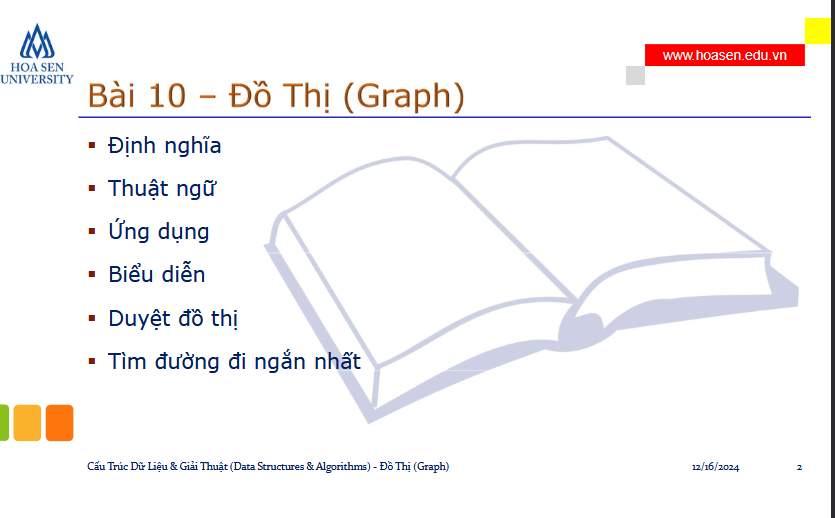 HOA SEN
UNIVERSITY
www.hoasen.edu.vn
Bài 10 – Đồ Thị (Graph)
Định nghĩa
Thuật ngữ
Ứng dụng
Biểu diễn
Duyệt đồ thị
Tìm đường đi ngắn nhất
Cấu Trúc Dữ Liệu & Giải Thuật (Data Structures & Algorithms) - Đồ Thị (Graph) 12/16/2024 2